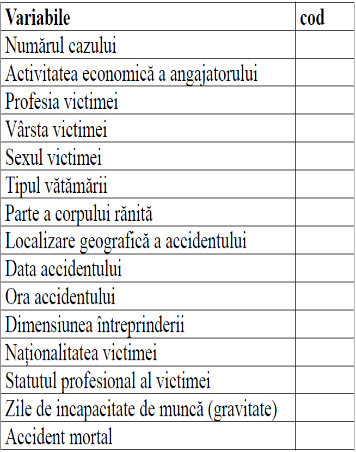 Variabile cod
Numărul cazului
Activitatea economică a angajatorului
Profesia victimei
Vârsta victimei
Sexul victimei
Tipul vătămării
Parte a corpului rănită
Localizare geografică a accidentului
Data accidentului
Ora accidentului
Dimensiunea întreprinderii
Naționalitatea victimei
Statutul profesional al victimei
Zile de incapacitate de muncă (gravitate)
Accident mortal